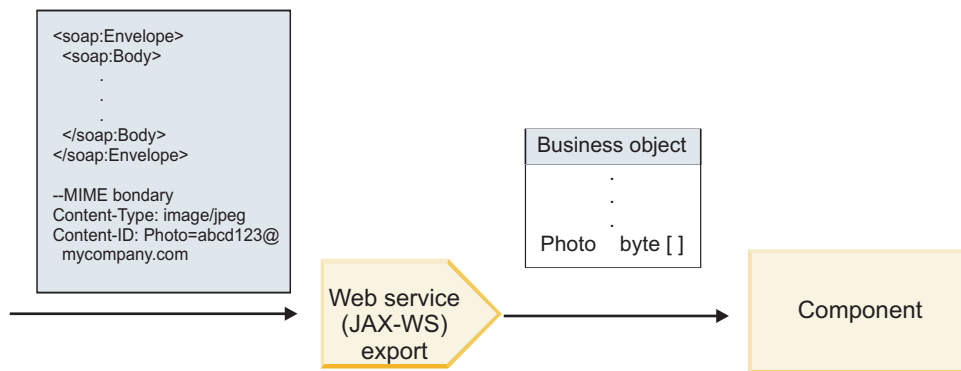 <soap:Envelope>
<soap:Body>
.
.
.
</soap:Body>
</soap:Envelope>
--MIME bondary
Content-Type: image/jpeg
Content-ID: Photo=abcd123@
mycompany.com
Business object
.
.
.
Photo byte [ ]
Web service
(JAX-WS)
export
Component